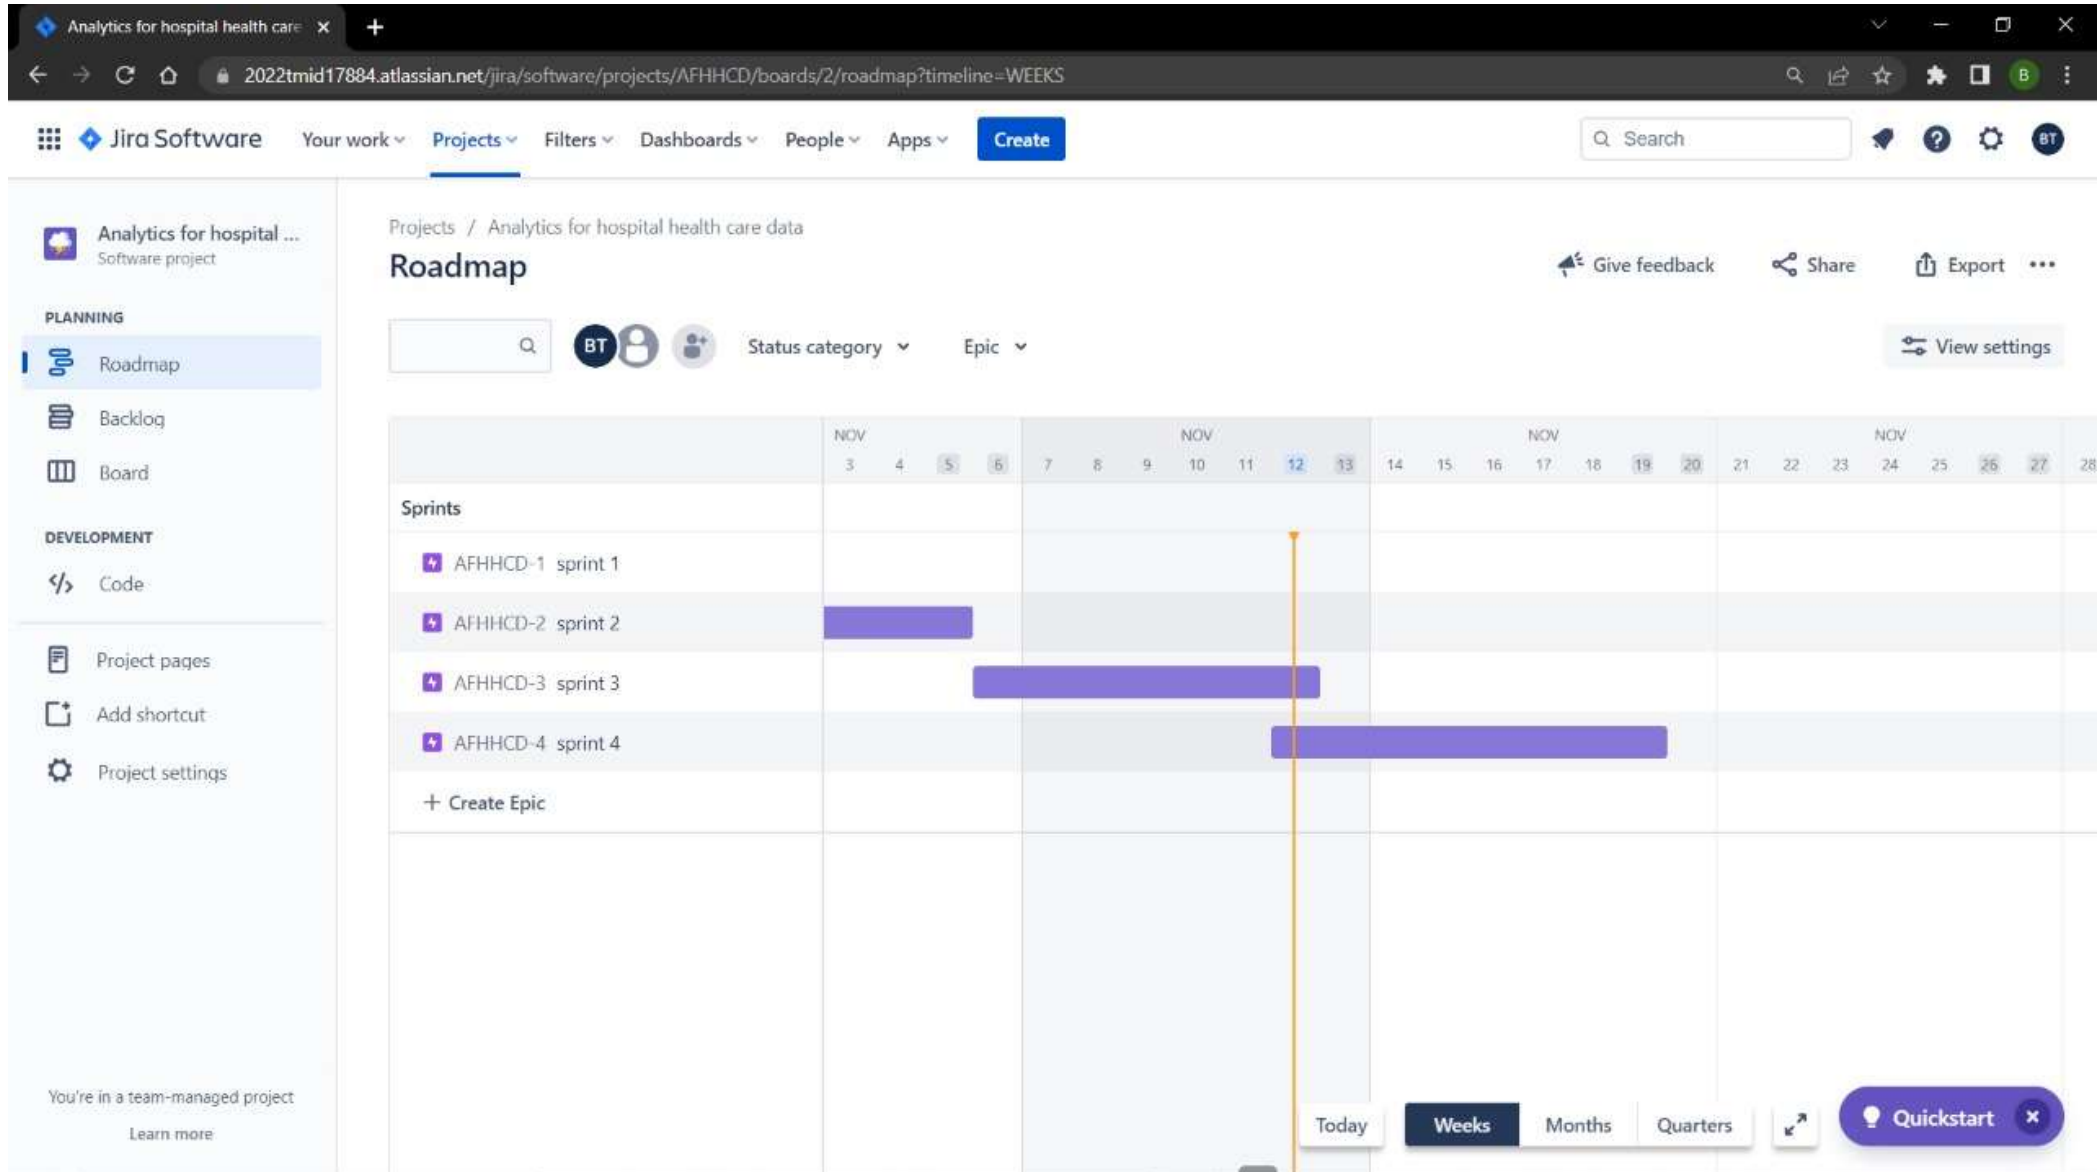 Analytics for hospital health care
2022tmid17884.atlassian.net/jira/software/projects/AFHHCD/boards/2/roadmap?timeline=WEEKS
B
Jira Software Your work Projects Filters Dashboards People Apps Create Search BT
Analytics for hospital ...
Software project
PLANNING
Roadmap
Backlog
Board
DEVELOPMENT
Code
Project pages
Add shortcut
Project settings
You're in a team-managed project
Learn more
Projects / Analytics for hospital health care data
Roadmap
Give feedback Share Export
BT Status category Epic View settings
NOV NOV NOV NOV
3 4 5 6 7 8 9 10 11 12 13 14 15 16 17 18 19 20 21 22 23 24 25 26 27 28
Sprints
AFHHCD-1 sprint 1
AFHHCD-2 sprint 2
AFHHCD-3 sprint 3
AFHHCD-4 sprint 4
+ Create Epic
Today Weeks Months Quarters Quickstart